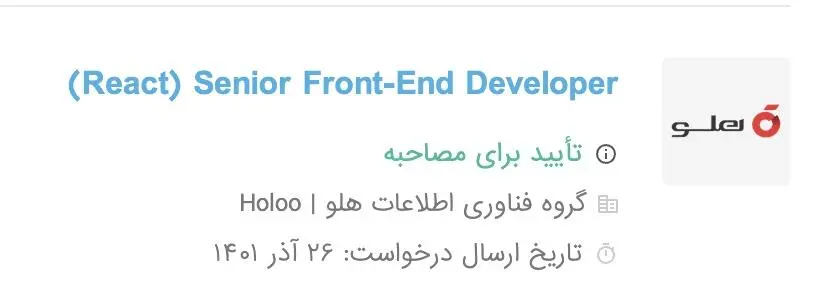 Senior Front-End Developer (React)
هلو
تأیید برای مصاحبه
گروه فناوری اطلاعات هلو | Holoo
تاریخ ارسال درخواست: ۲۶ آذر ۱۴۰۱